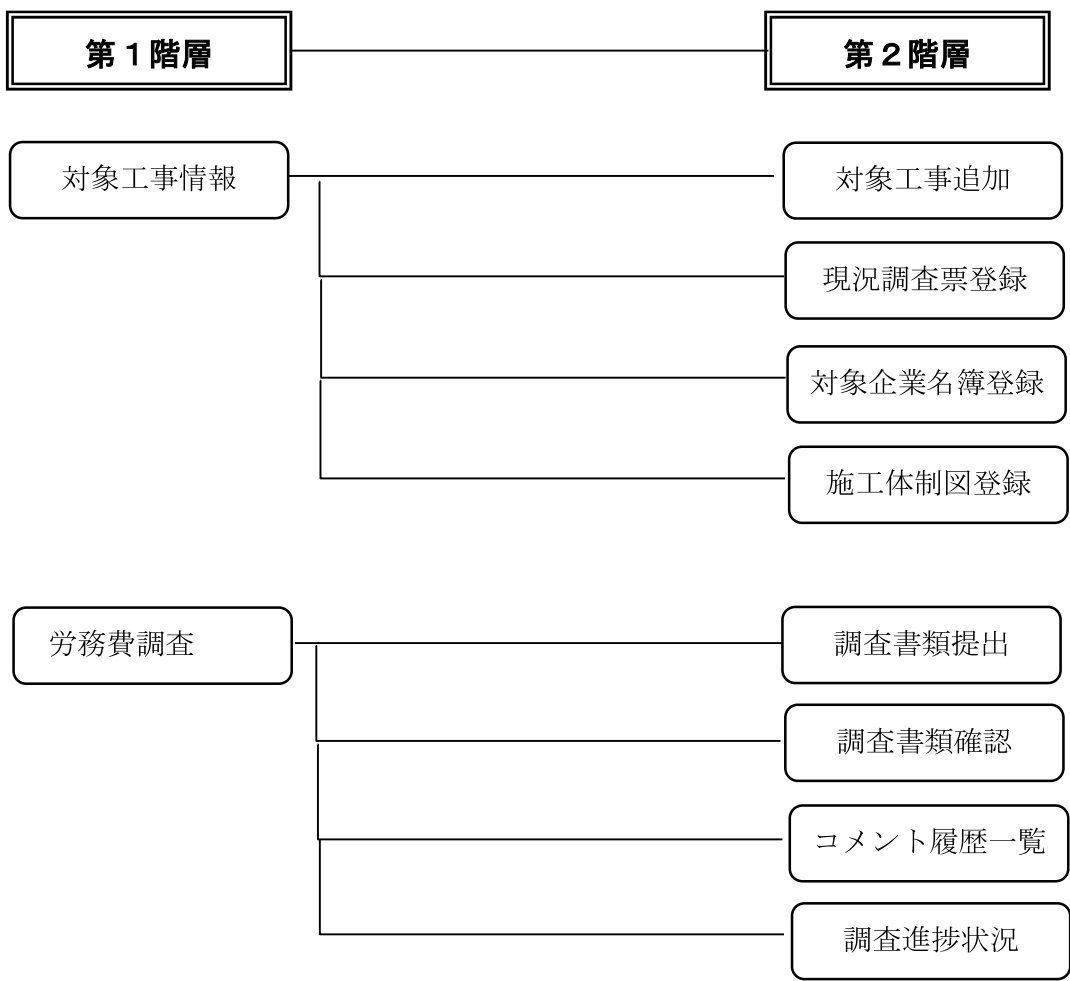 第1階層
第2階層
対象工事情報
対象工事追加
現況調査票登録
対象企業名簿登録
施工体制図登録
労務費調査
調査書類提出
調査書類確認
コメント履歴一覧
調査進捗状況